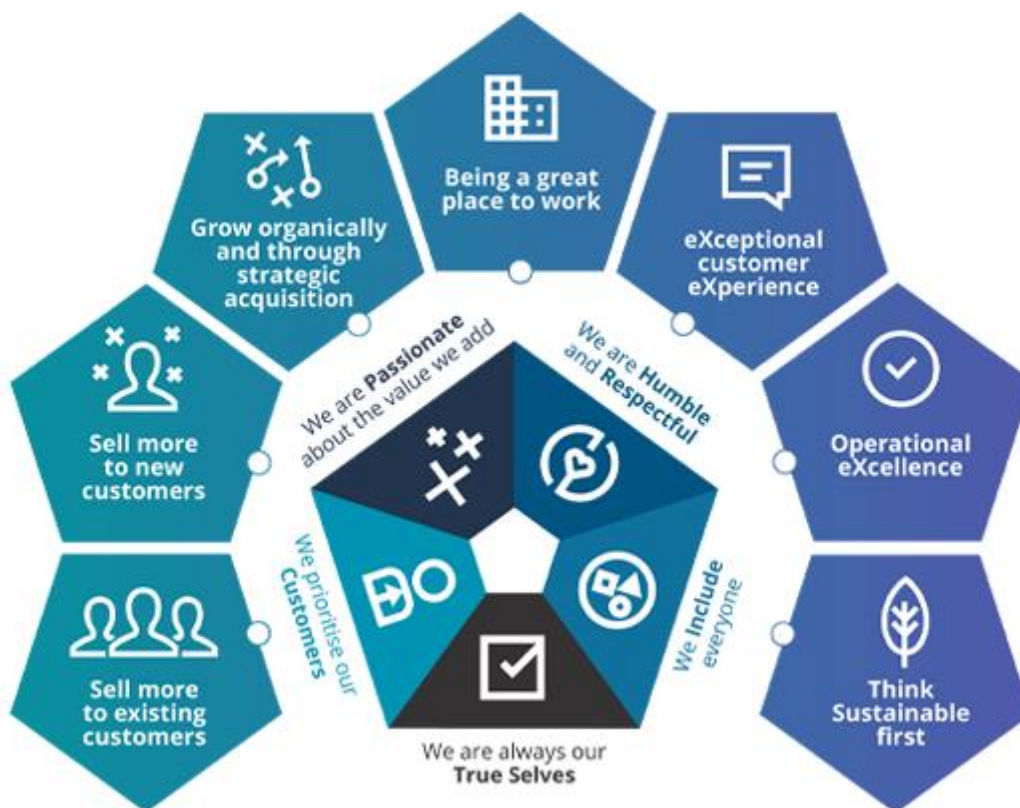 Being a great
place to work
Grow organically
and through
strategic
acquisition
eXceptional
customer
eXperience
Sell more
to new
customers
Operational
eXcellence
Sell more
to existing
customers
Think
Sustainable
first
We are Passionate
about the value we add
We are Humble
and Respectful
We prioritise our
Customers
We Include
everyone
We are always our
True Selves